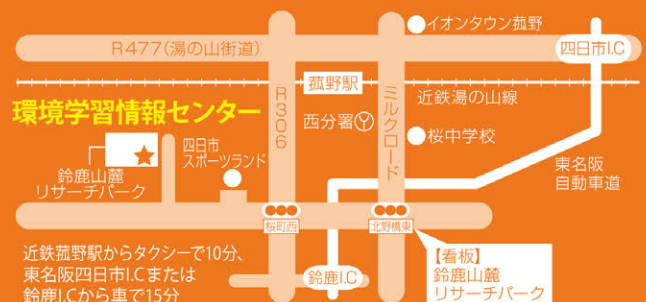 イオンタウン菰野
R477(湯の山街道)
四日市I.C
菰野駅
近鉄湯の山線
環境学習情報センター
R306
ミルクロード
西分署
桜中学校
四日市
スポーツランド
鈴鹿山麓
リサーチパーク
東名阪
自動車道
桜町西
北野橋東
近鉄菰野駅からタクシーで10分、
東名阪四日市I.Cまたは
鈴鹿I.Cから車で15分
鈴鹿I.C
【看板】
鈴鹿山麓
リサーチパーク